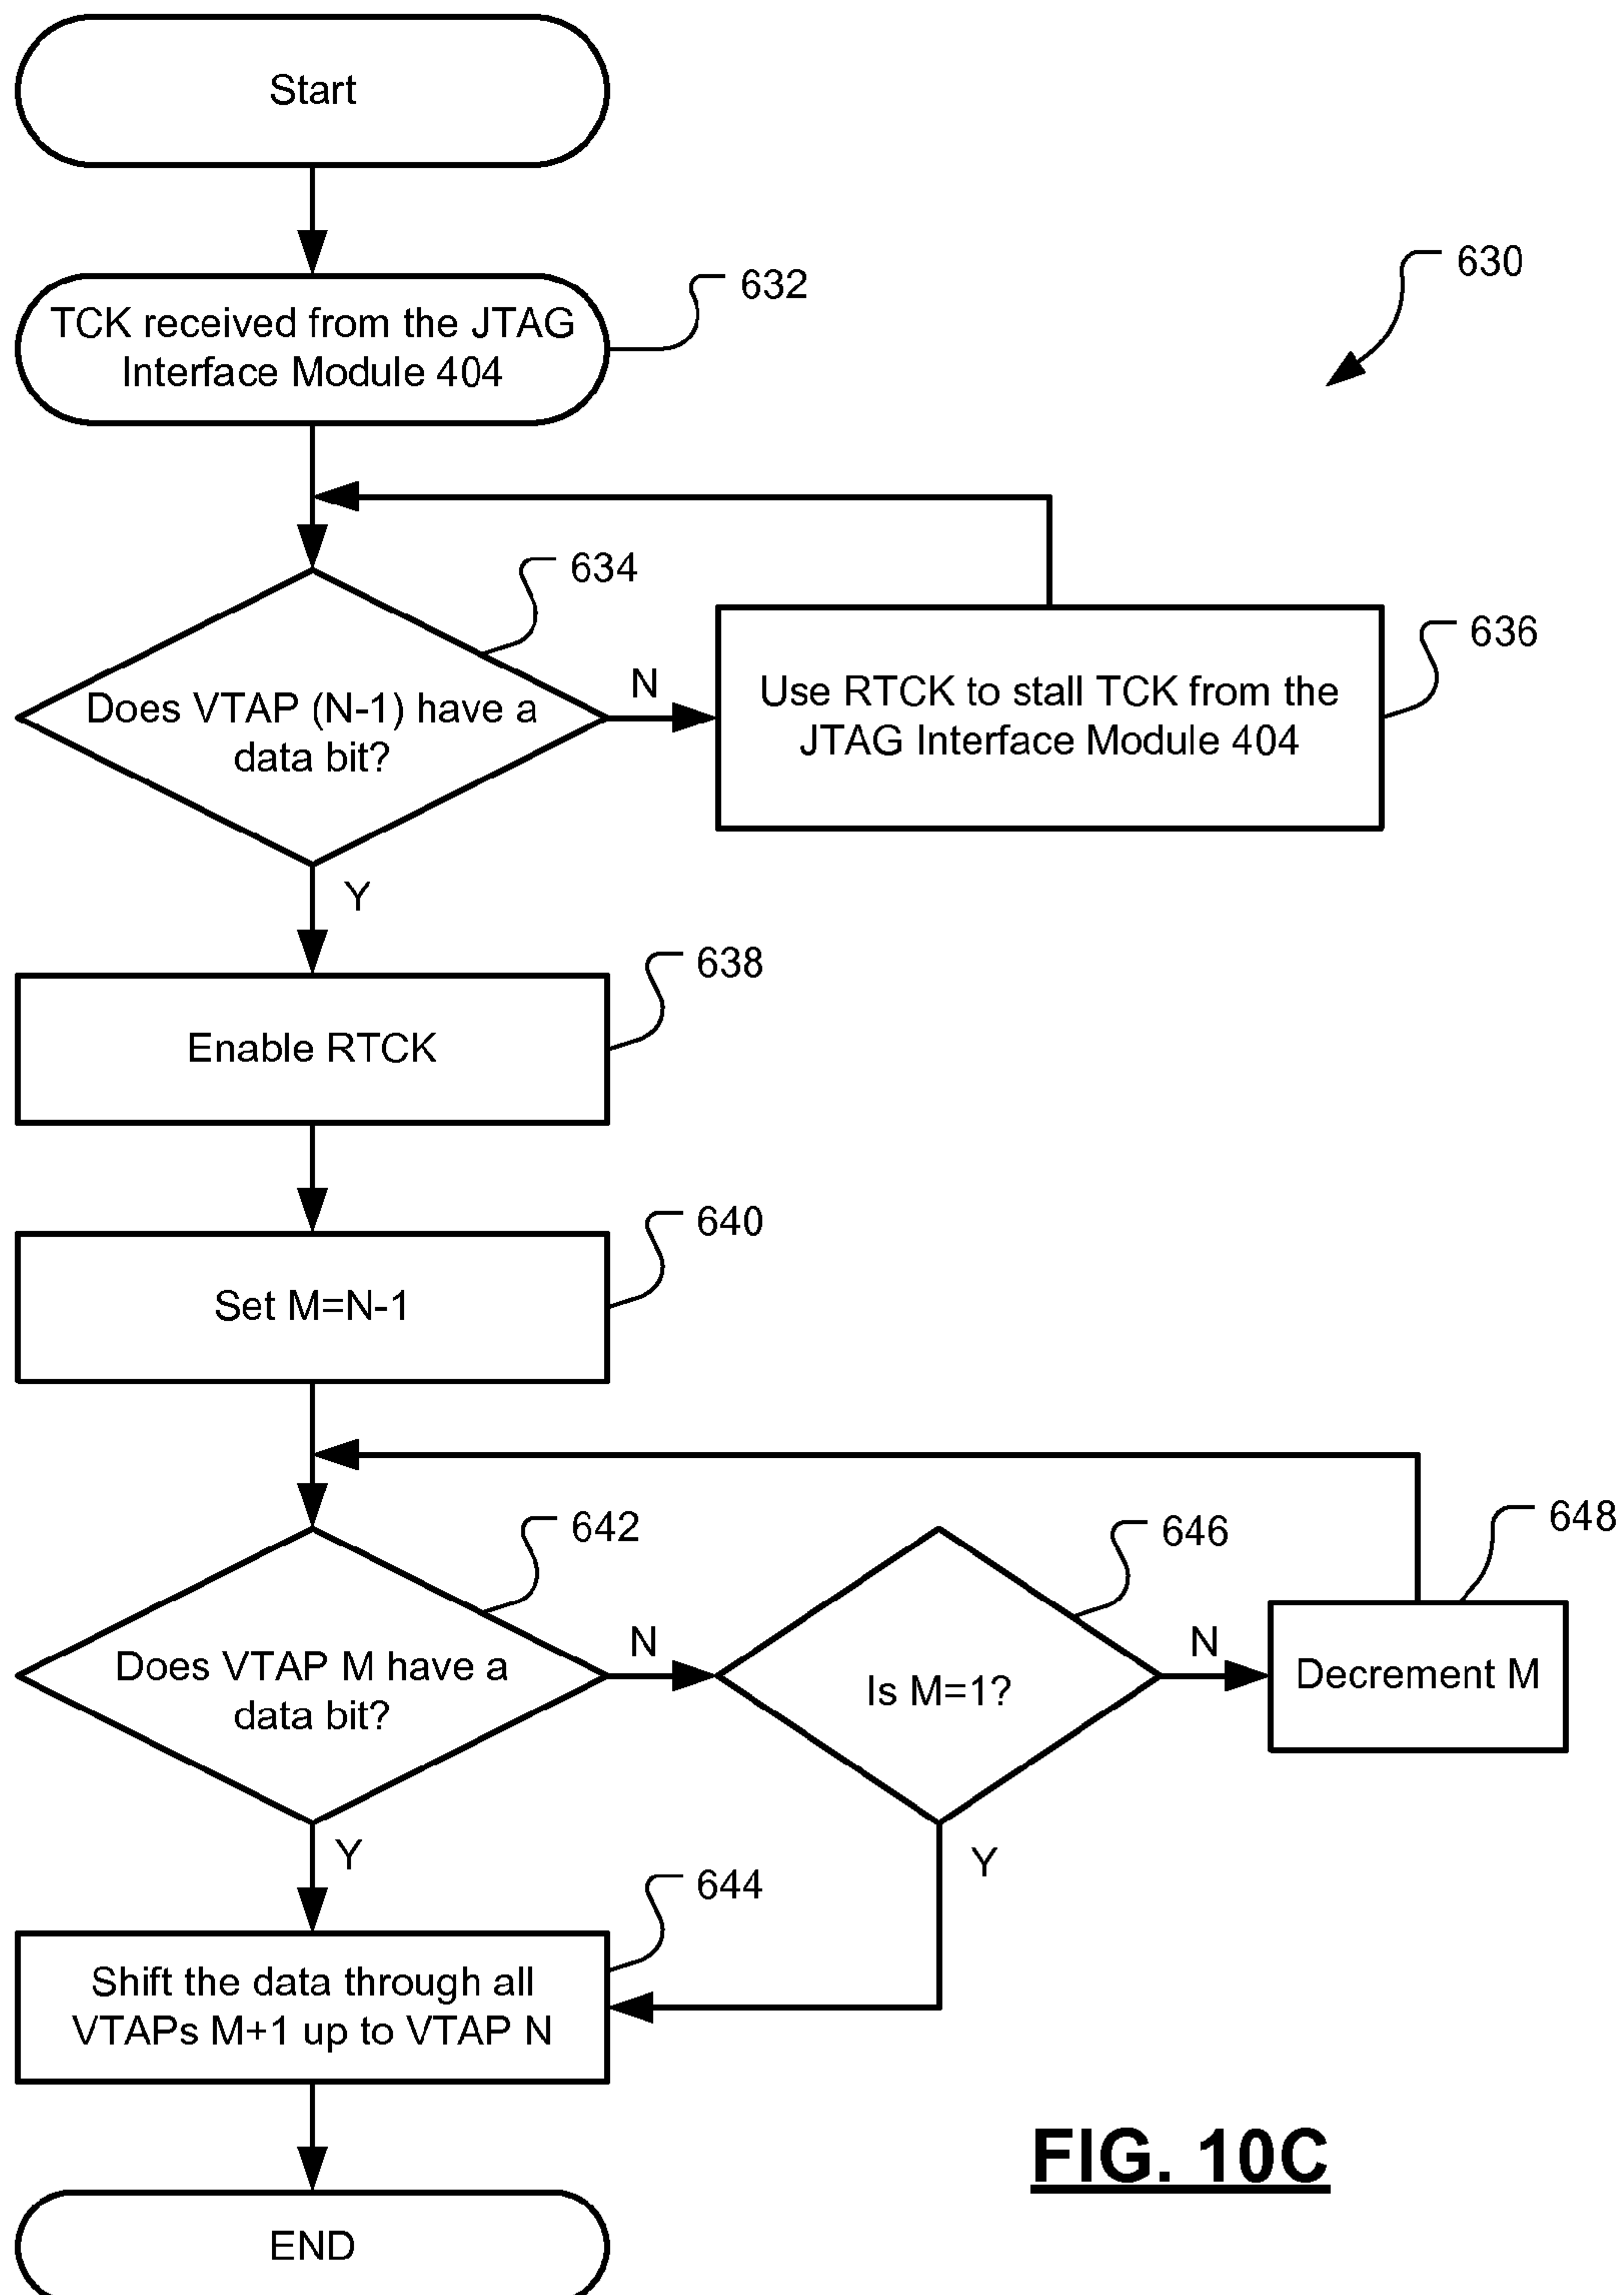 Start
TCK received from the JTAG
Interface Module 404
632
630
Does VTAP (N-1) have a
data bit?
634
N
Y
Use RTCK to stall TCK from the
JTAG Interface Module 404
636
Enable RTCK
638
Set M=N-1
640
Does VTAP M have a
data bit?
642
N
Y
Is M=1?
646
N
Y
Decrement M
648
Shift the data through all
VTAPs M+1 up to VTAP N
644
END
FIG. 10C